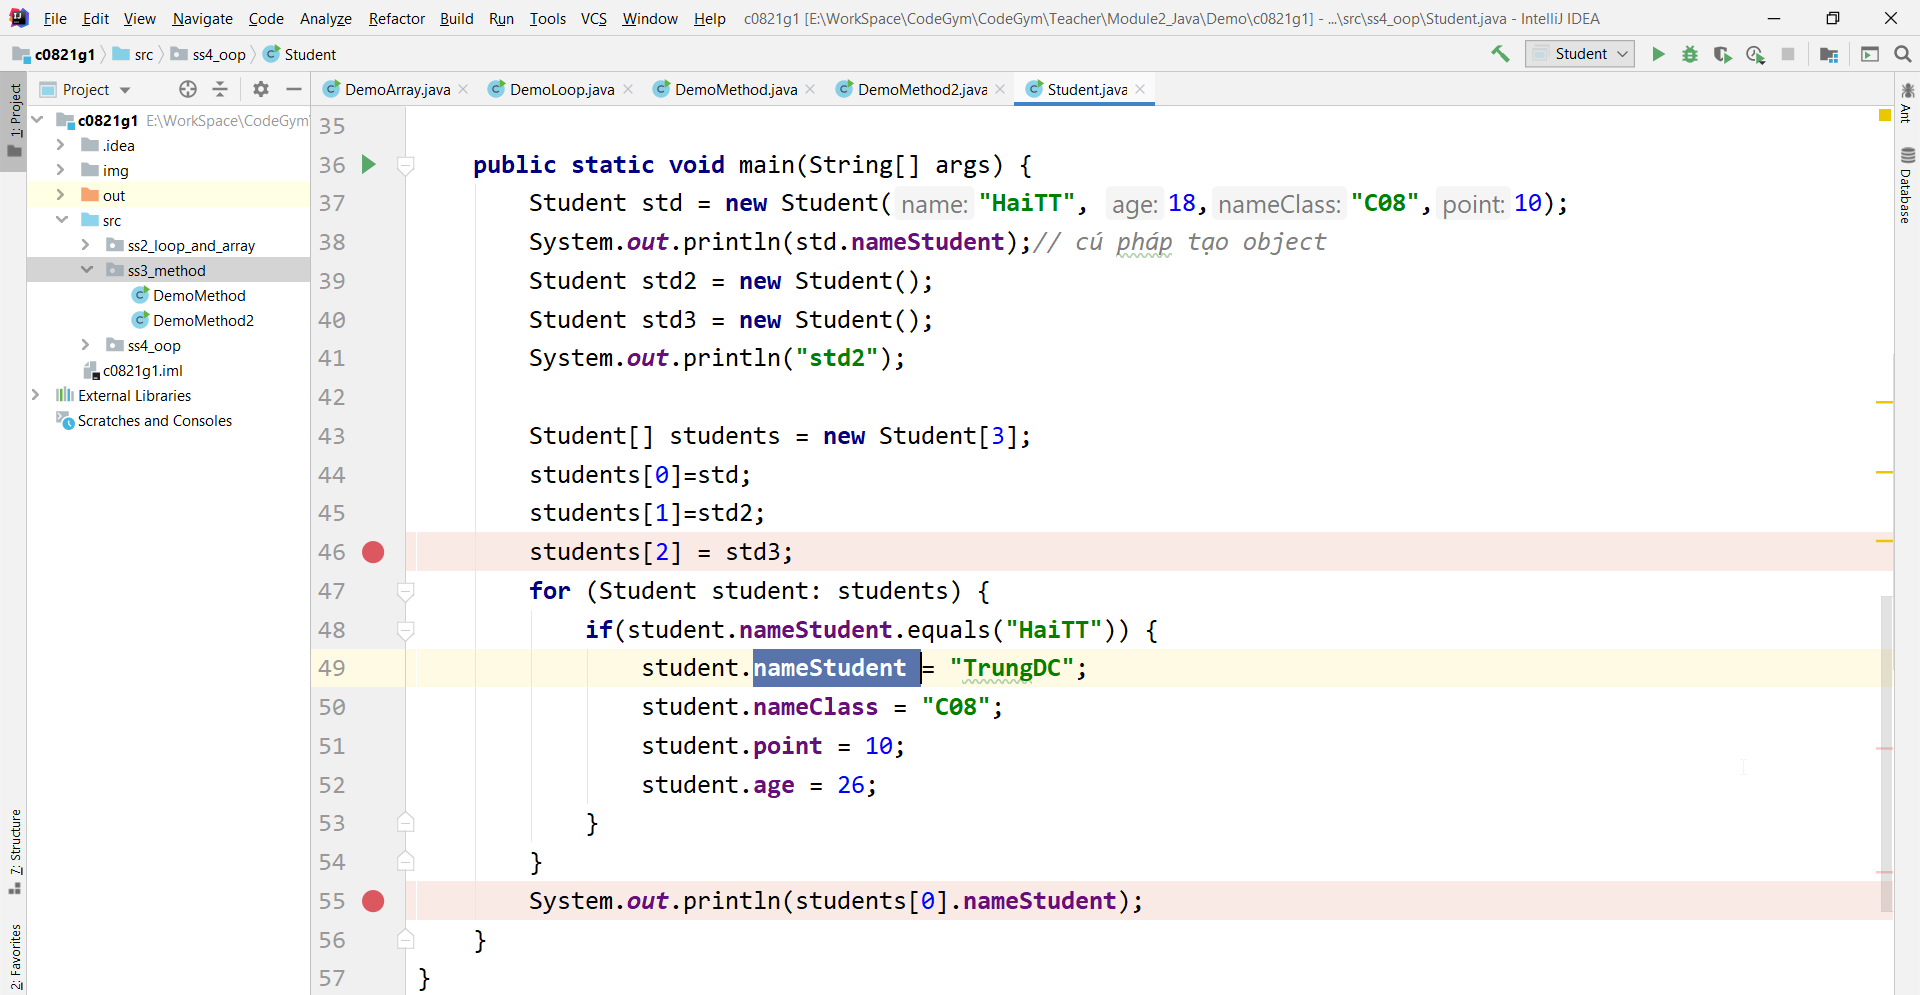 File Edit View Navigate Code Analyze Refactor Build Run Tools VCS Window Help c0821g1 [E:\WorkSpace\CodeGym\CodeGym\Teacher\Module2_Java\Demo\c0821g1] - ...\src\ss4_oop\Student.java - IntelliJ IDEA
c0821g1 src ss4_oop Student Student
Project DemoArray.java DemoLoop.java DemoMethod.java DemoMethod2.java Student.java
1: Project
7: Structure
2: Favorites
c0821g1 E:\WorkSpace\CodeGym
.idea
img
out
src
ss2_loop_and_array
ss3_method
DemoMethod
DemoMethod2
ss4_oop
c0821g1.iml
External Libraries
Scratches and Consoles
35
36 public static void main(String[] args) {
37 Student std = new Student( name: "HaiTT", age: 18, nameClass: "C08", point: 10);
38 System.out.println(std.nameStudent);// cú pháp tạo object
39 Student std2 = new Student();
40 Student std3 = new Student();
41 System.out.println("std2");
42
43 Student[] students = new Student[3];
44 students[0]=std;
45 students[1]=std2;
46 students[2] = std3;
47 for (Student student: students) {
48 if(student.nameStudent.equals("HaiTT")) {
49 student.nameStudent = "TrungDC";
50 student.nameClass = "C08";
51 student.point = 10;
52 student.age = 26;
53 }
54 }
55 System.out.println(students[0].nameStudent);
56 }
57 }
Ant
Database